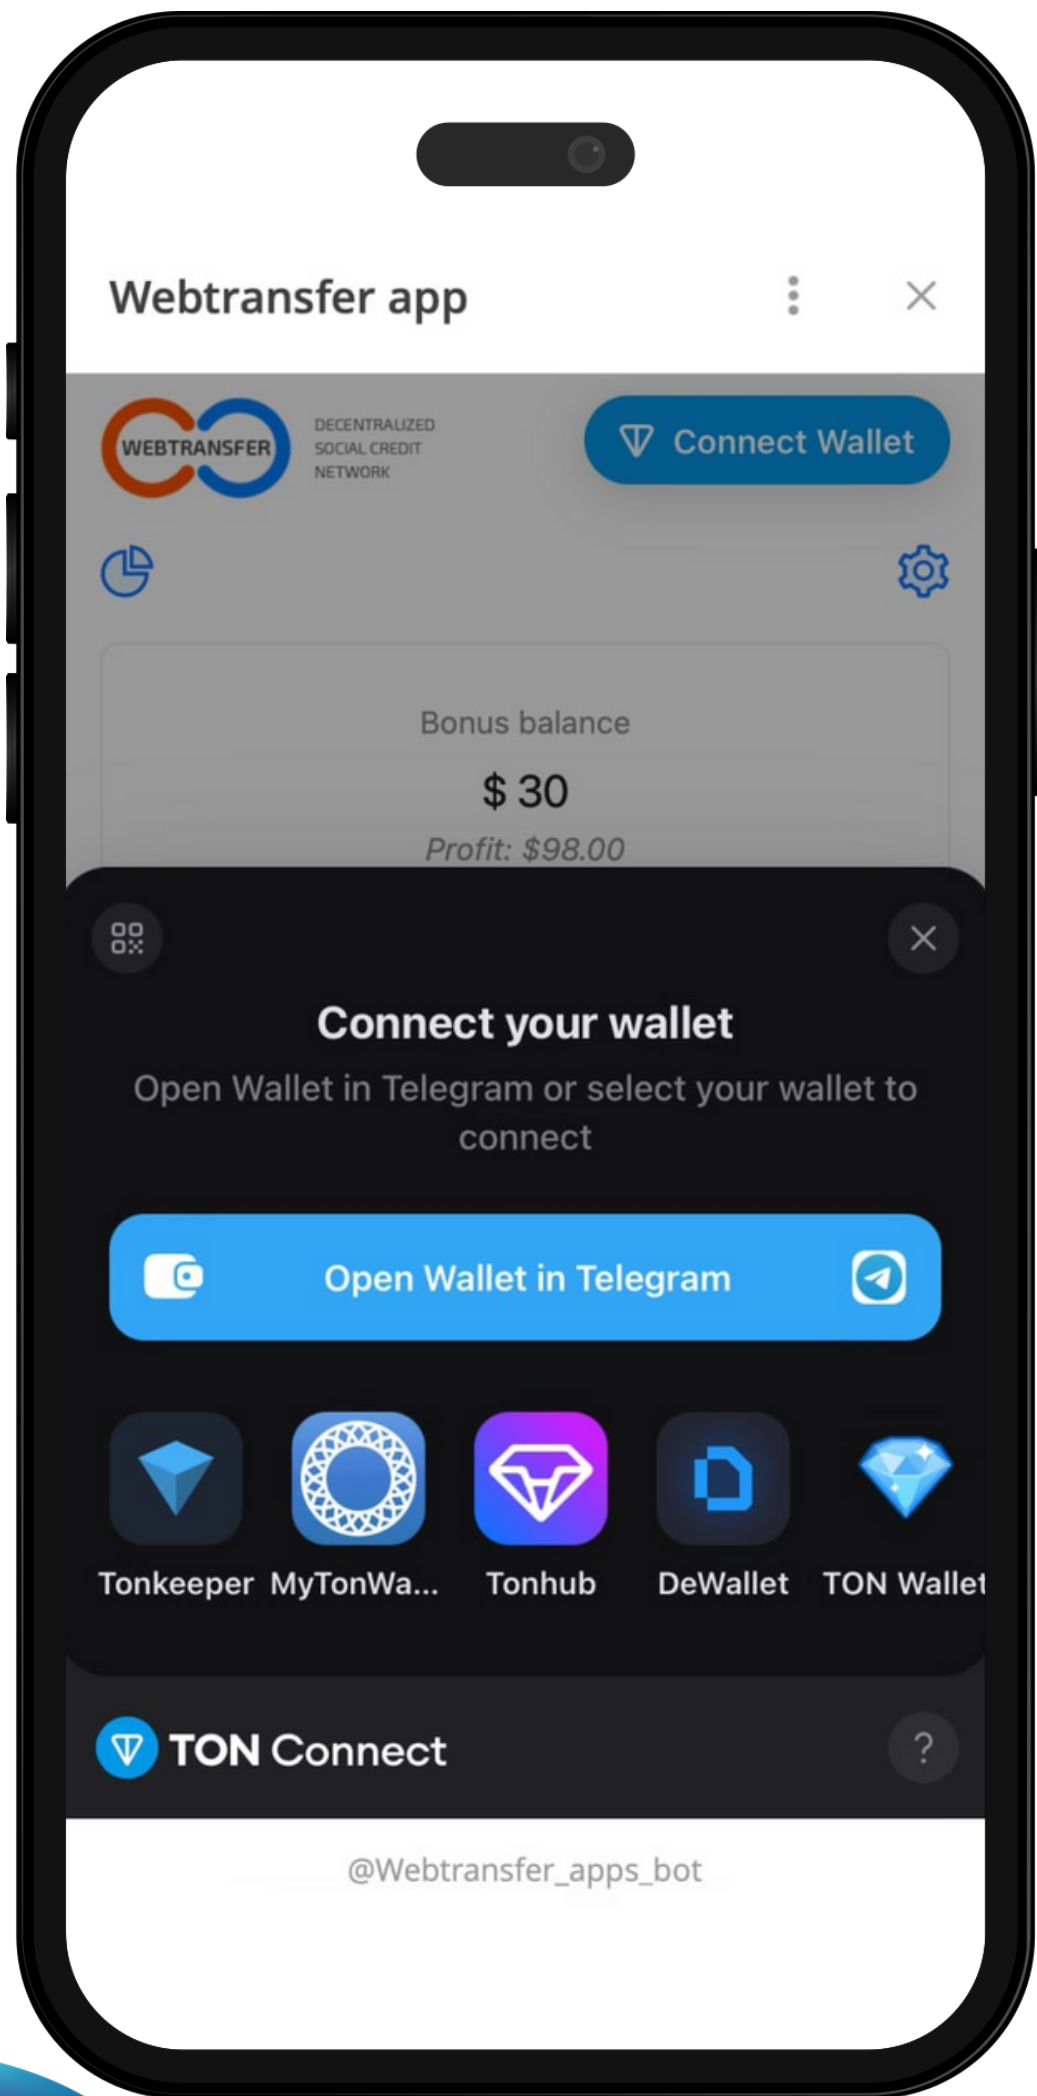 Webtransfer app
WEBTRANSFER
DECENTRALIZED
SOCIAL CREDIT
NETWORK
Connect Wallet
Bonus balance
$ 30
Profit: $98.00
Connect your wallet
Open Wallet in Telegram or select your wallet to
connect
Open Wallet in Telegram
Tonkeeper MyTonWa... Tonhub DeWallet TON Wallet
TON Connect
?
@Webtransfer_apps_bot